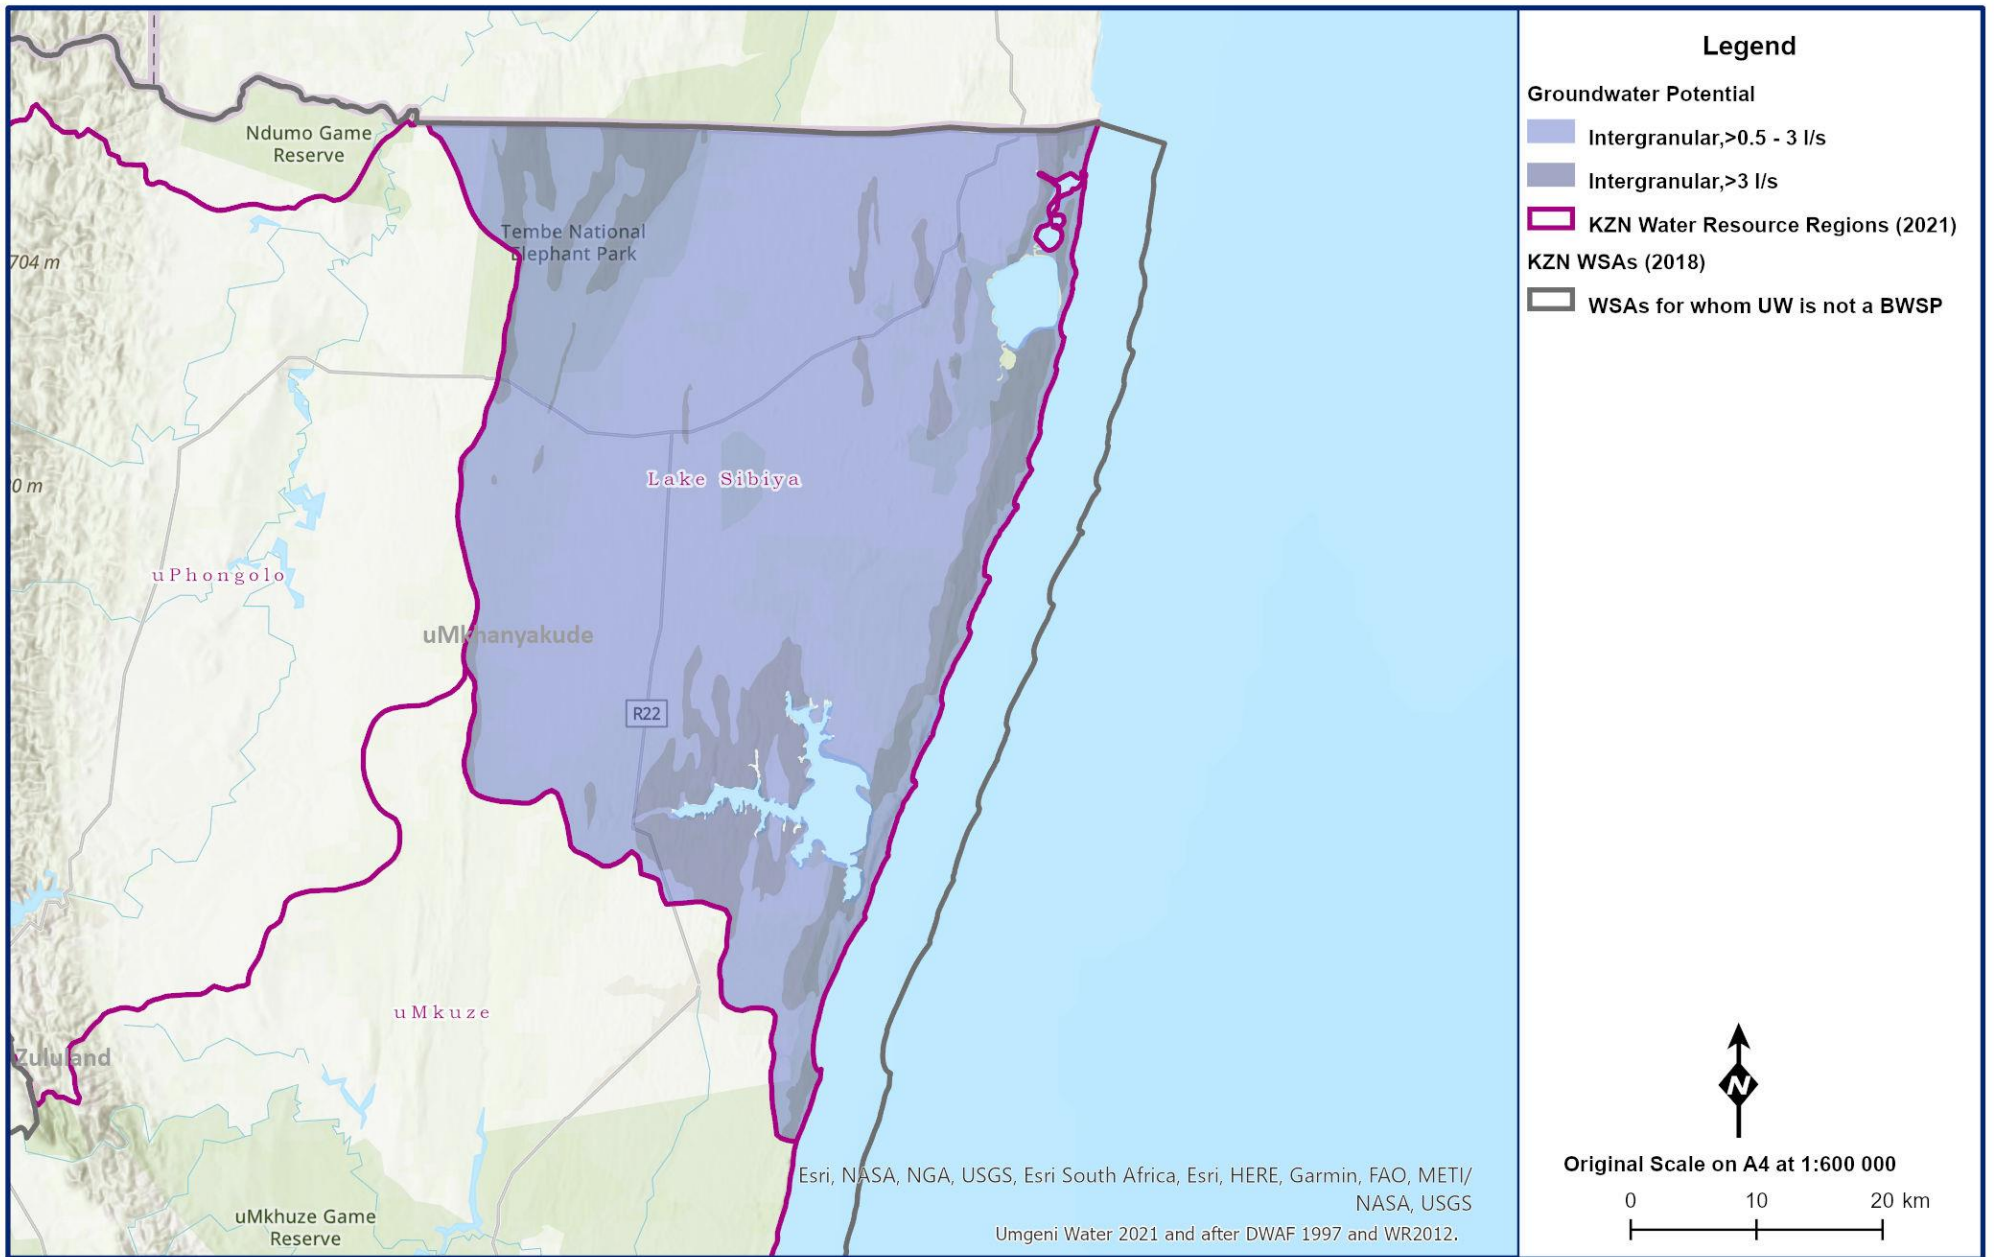 Ndumo Game
Reserve
704 m
Tembe National
Elephant Park
0 m
Lake Sibiya
uPhongolo
uMkhanyakude
R22
uMkuze
Zululand
uMkhuze Game
Reserve
Esri, NASA, NGA, USGS, Esri South Africa, Esri, HERE, Garmin, FAO, METI/
NASA, USGS
Umgeni Water 2021 and after DWAF 1997 and WR2012.
Legend
Groundwater Potential
Intergranular,>0.5 - 3 l/s
Intergranular,>3 l/s
KZN Water Resource Regions (2021)
KZN WSAs (2018)
WSAs for whom UW is not a BWSP
N
Original Scale on A4 at 1:600 000
0 10 20 km